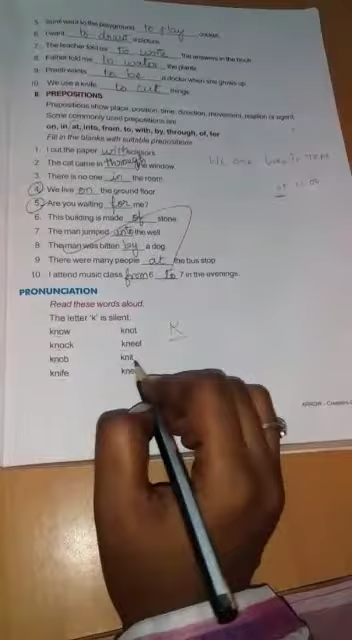 5. Sunil went to the playground to play cricket.
6. I want to draw a picture.
7. The teacher told us to wote the answers in the book.
8. Father told me to water the plants.
9. Preeti wants to be a doctor when she grows up.
10. We use a knife to cut things.
B. PREPOSITIONS
Prepositions show place, position, time, direction, movement, reason or agent.
Some commonly used prepositions are
on, in, at, into, from, to, with, by, through, of, for
Fill in the blanks with suitable prepositions.
1. I cut the paper with scissors.
2. The cat came in through the window.
3. There is no one in the room.
4. We live on the ground floor.
5. Are you waiting for me?
6. This building is made of stone.
7. The man jumped into the well.
8. The man was bitten by a dog.
9. There were many people at the bus stop.
10. I attend music class from 6 to 7 in the evenings.
PRONUNCIATION
Read these words aloud.
The letter 'k' is silent.
know knot
knock kneel
knob knit
knife
K